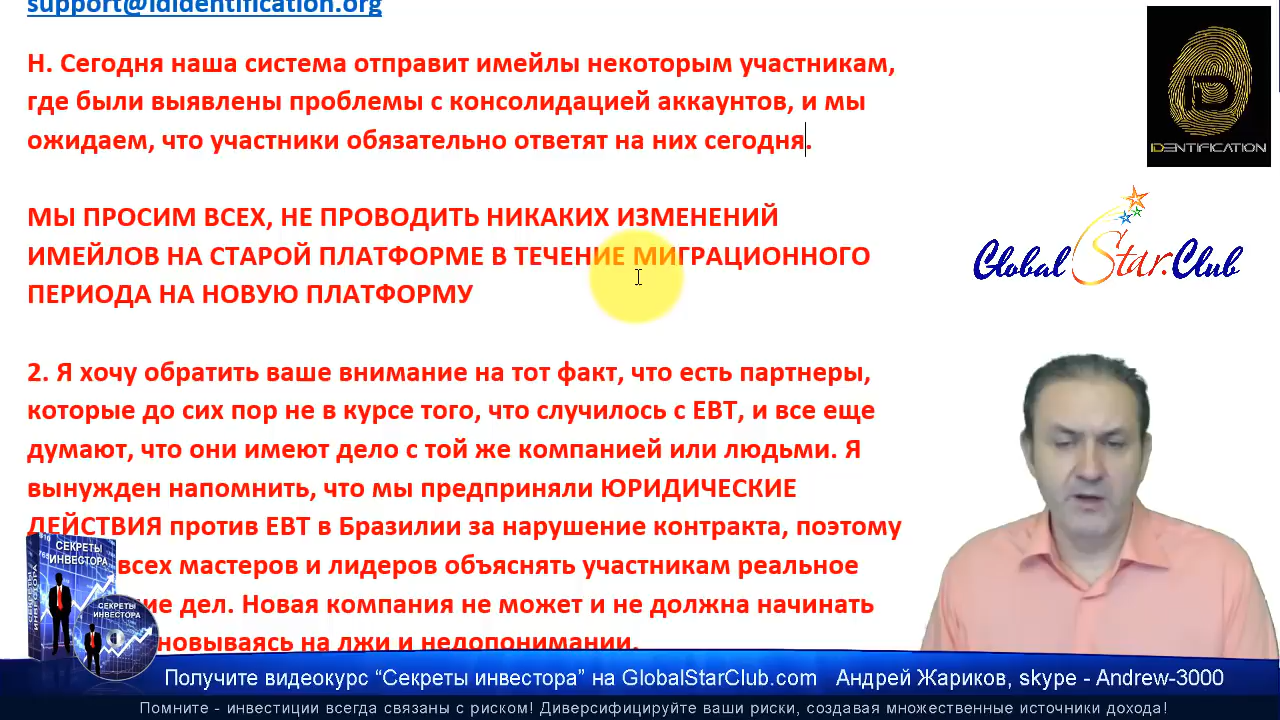 support@ididentification.org
Н. Сегодня наша система отправит имейлы некоторым участникам,
где были выявлены проблемы с консолидацией аккаунтов, и мы
ожидаем, что участники обязательно ответят на них сегодня.
МЫ ПРОСИМ ВСЕХ, НЕ ПРОВОДИТЬ НИКАКИХ ИЗМЕНЕНИЙ
ИМЕЙЛОВ НА СТАРОЙ ПЛАТФОРМЕ В ТЕЧЕНИЕ МИГРАЦИОННОГО
ПЕРИОДА НА НОВУЮ ПЛАТФОРМУ
2. Я хочу обратить ваше внимание на тот факт, что есть партнеры,
которые до сих пор не в курсе того, что случилось с ЕВТ, и все еще
думают, что они имеют дело с той же компанией или людьми. Я
вынужден напомнить, что мы предприняли ЮРИДИЧЕСКИЕ
ДЕЙСТВИЯ против ЕВТ в Бразилии за нарушение контракта, поэтому
всех мастеров и лидеров объяснять участникам реальное
дел. Новая компания не может и не должна начинать
на лжи и недопонимании.
ID
IDENTIFICATION
Global Star.Club
СЕКРЕТЫ
ИНВЕСТОРА
СЕКРЕТЫ
ИНВЕСТОРА
Получите видеокурс “Секреты инвестора” на GlobalStarClub.com Андрей Жариков, skype - Andrew-3000
Помните - инвестиции всегда связаны с риском! Диверсифицируйте ваши риски, создавая множественные источники дохода!